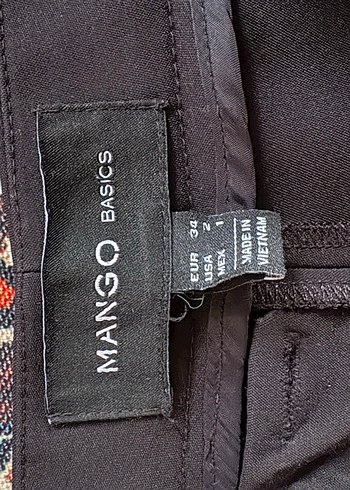 MANGO BASICS
EUR 34
USA 2
MEX 1
MADE IN
VIETNAM